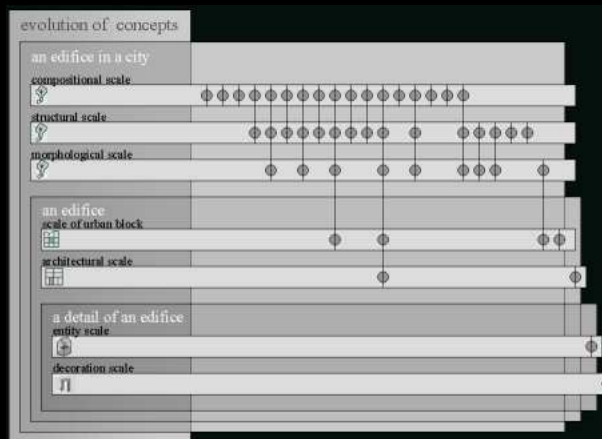 evolution of concepts
an edifice in a city
compositional scale
structural scale
morphological scale
an edifice
scale of urban block
architectural scale
a detail of an edifice
entity scale
decoration scale